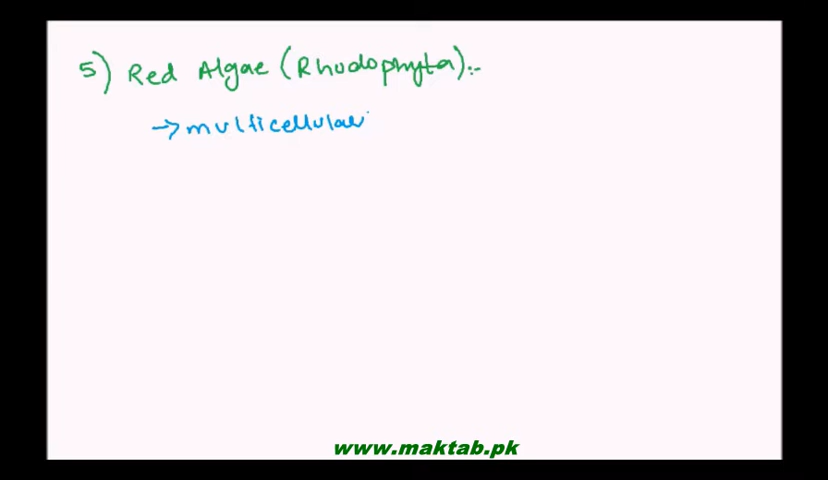 5) Red Algae (Rhodophyta):-
→ multicellular
www.maktab.pk